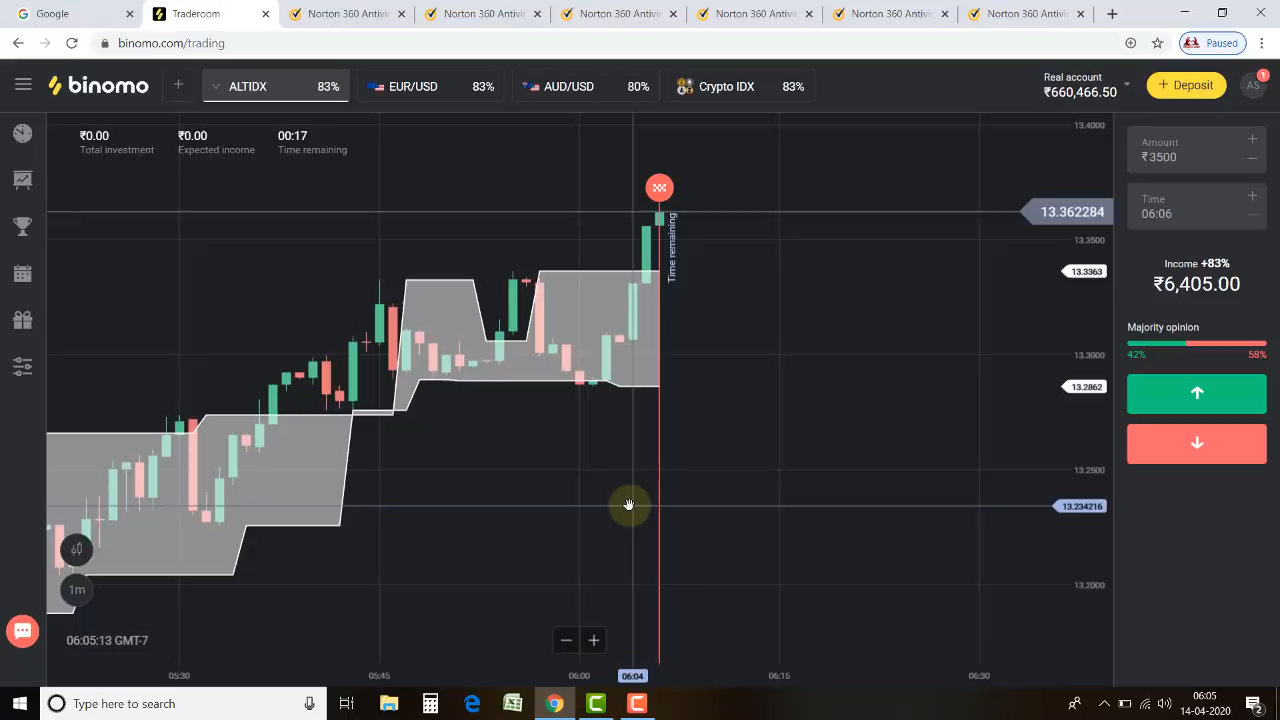 Google
Traderoom
Norton 360 Antivir
Norton 360 Antivir
Norton 360 Antivir
Norton 360 Antivir
Norton 360 Antivir
Norton 360 Antivir
binomo.com/trading
Paused
binomo
ALTIDX 83%
EUR/USD 80%
AUD/USD 80%
Crypto IDX 83%
Real account
₹660,466.50
Deposit
AS
1
₹0.00
Total investment
₹0.00
Expected income
00:17
Time remaining
Time remaining
13.4000
13.362284
13.3500
13.3363
13.3000
13.2862
13.2500
13.234216
13.2000
Amount
₹3500
Time
06:06
Income +83%
₹6,405.00
Majority opinion
42% 58%
1m
06:05:13 GMT-7
05:30 05:45 06:00 06:04 06:15 06:30
Type here to search
06:05
14-04-2020
2